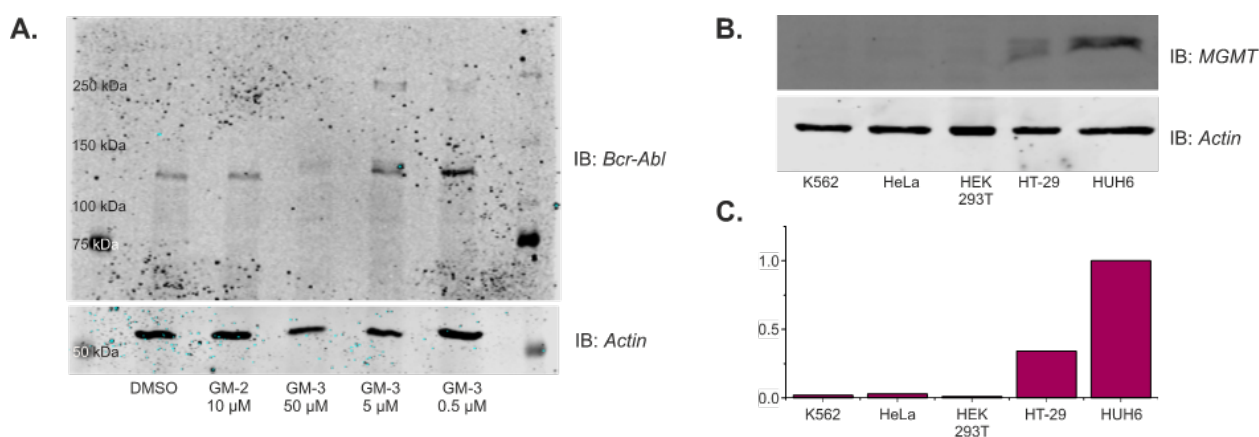 A.
250 kDa
150 kDa
100 kDa
75 kDa
IB: Bcr-Abl
50 kDa
IB: Actin
DMSO
GM-2
10 µM
GM-3
50 µM
GM-3
5 µM
GM-3
0.5 µM
B.
IB: MGMT
IB: Actin
K562
HeLa
HEK
293T
HT-29
HUH6
C.
1.0
0.5
0.0
K562
HeLa
HEK
293T
HT-29
HUH6